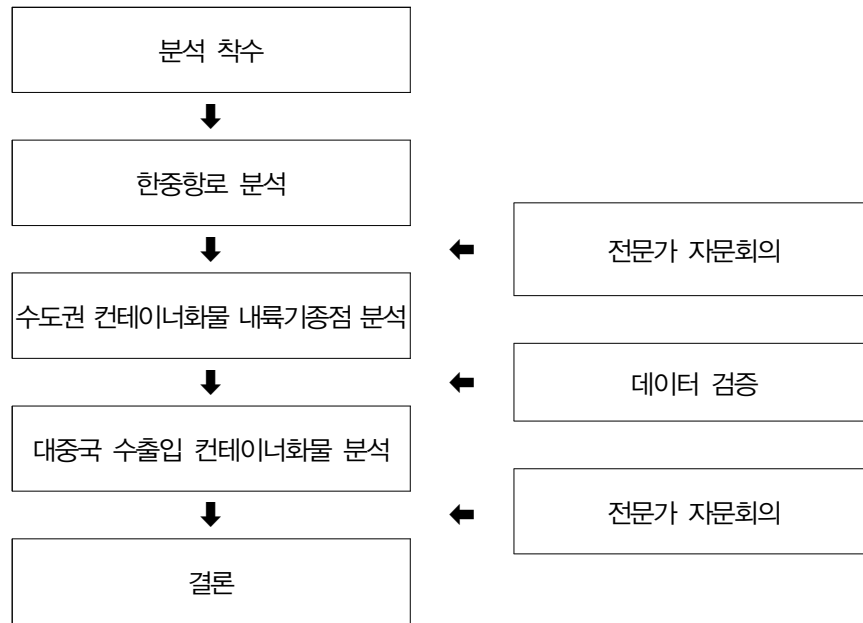 분석 착수
한중항로 분석
전문가 자문회의
수도권 컨테이너화물 내륙기종점 분석
데이터 검증
대중국 수출입 컨테이너화물 분석
전문가 자문회의
결론